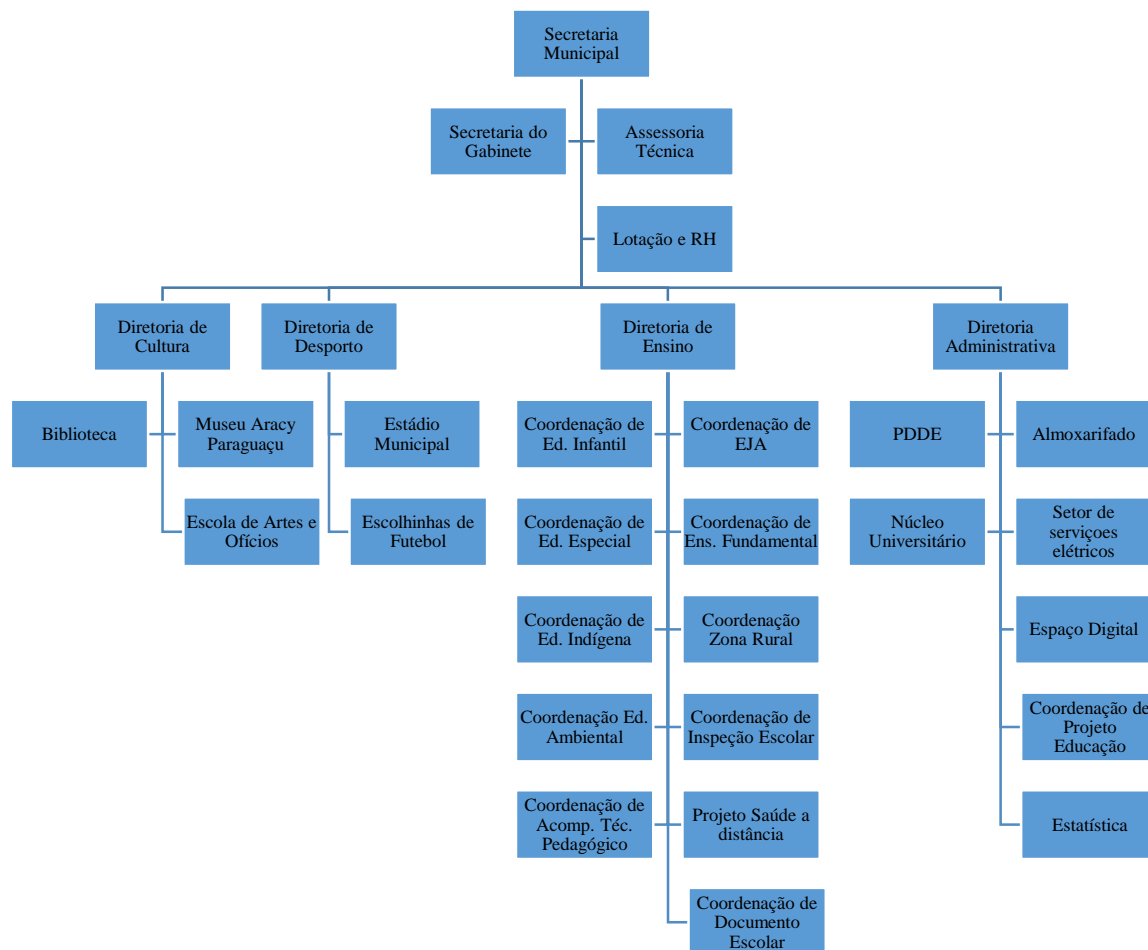 Secretaria
Municipal
Secretaria do
Gabinete
Assessoria
Técnica
Lotação e RH
Diretoria de
Cultura
Diretoria de
Desporto
Diretoria de
Ensino
Diretoria
Administrativa
Biblioteca
Museu Aracy
Paraguaçu
Estádio
Municipal
Coordenação de
Ed. Infantil
Coordenação de
EJA
PDDE
Almoxarifado
Escola de Artes e
Ofícios
Escolhinhas de
Futebol
Coordenação de
Ed. Especial
Coordenação de
Ens. Fundamental
Núcleo
Universitário
Setor de
serviçoes
elétricos
Coordenação de
Ed. Indígena
Coordenação
Zona Rural
Espaço Digital
Coordenação Ed.
Ambiental
Coordenação de
Inspeção Escolar
Coordenação de
Projeto
Educação
Coordenação de
Acomp. Téc.
Pedagógico
Projeto Saúde a
distância
Estatística
Coordenação de
Documento
Escolar